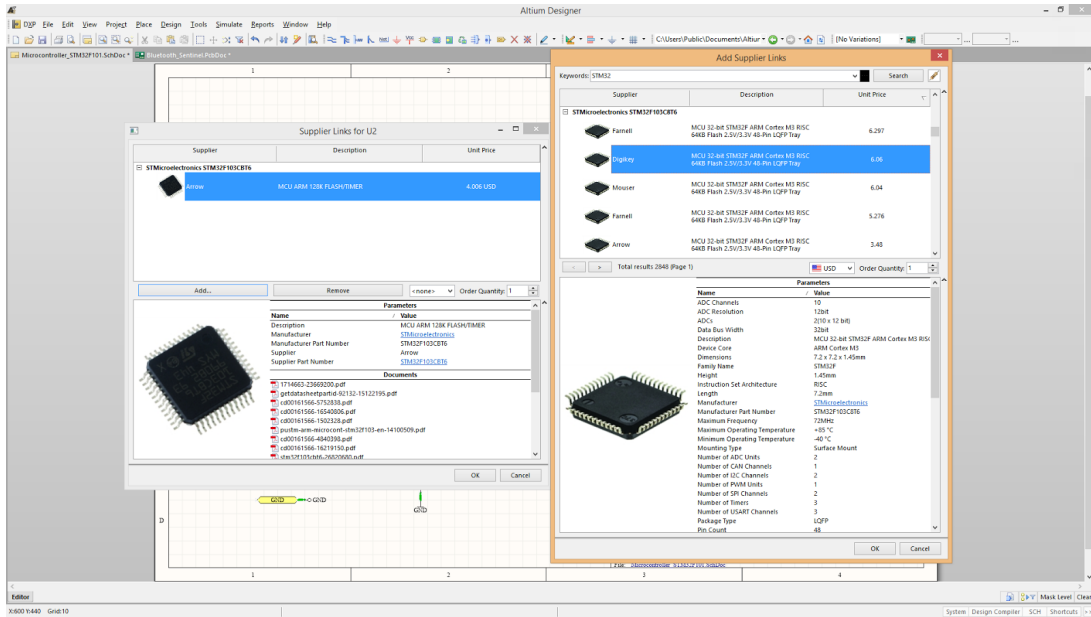 Altium Designer
DXP File Edit View Project Place Design Tools Simulate Reports Window Help
C:\Users\Public\Documents\Altiur
[No Variations]
Microcontroller_STM32F101.SchDoc *
Bluetooth_Sentinel.PcbDoc *
1 2
Supplier Links for U2
Supplier Description Unit Price
STMicroelectronics STM32F103CBT6
Arrow MCU ARM 128K FLASH/TIMER 4.006 USD
Add... Remove <none> Order Quantity: 1
Parameters
Name / Value
Description MCU ARM 128K FLASH/TIMER
Manufacturer STMicroelectronics
Manufacturer Part Number STM32F103CBT6
Supplier Arrow
Supplier Part Number STM32F103CBT6
Documents
1714663-23669200.pdf
getdatasheetpartid-92132-15122195.pdf
cd00161566-5752838.pdf
cd00161566-16540806.pdf
cd00161566-1502328.pdf
pustm-arm-microcont-stm32f103-en-14100509.pdf
cd00161566-4840398.pdf
cd00161566-16219150.pdf
stm32f103cbt6-26820680.pdf
OK Cancel
GND GND
GND
D
1 2 3 4
Add Supplier Links
Keywords: STM32 Search
Supplier Description Unit Price
STMicroelectronics STM32F103C8T6
Farnell MCU 32-bit STM32F ARM Cortex M3 RISC 6.297
64KB Flash 2.5V/3.3V 48-Pin LQFP Tray
Digikey MCU 32-bit STM32F ARM Cortex M3 RISC 6.06
64KB Flash 2.5V/3.3V 48-Pin LQFP Tray
Mouser MCU 32-bit STM32F ARM Cortex M3 RISC 6.04
64KB Flash 2.5V/3.3V 48-Pin LQFP Tray
Farnell MCU 32-bit STM32F ARM Cortex M3 RISC 5.276
64KB Flash 2.5V/3.3V 48-Pin LQFP Tray
Arrow MCU 32-bit STM32F ARM Cortex M3 RISC 3.48
64KB Flash 2.5V/3.3V 48-Pin LQFP Tray
< > Total results 2848 (Page 1) USD Order Quantity: 1
Parameters
Name / Value
ADC Channels 10
ADC Resolution 12bit
ADCs 2(10 x 12 bit)
Data Bus Width 32bit
Description MCU 32-bit STM32F ARM Cortex M3 RISC
Device Core ARM Cortex M3
Dimensions 7.2 x 7.2 x 1.45mm
Family Name STM32F
Height 1.45mm
Instruction Set Architecture RISC
Length 7.2mm
Manufacturer STMicroelectronics
Manufacturer Part Number STM32F103C8T6
Maximum Frequency 72MHz
Maximum Operating Temperature +85 °C
Minimum Operating Temperature -40 °C
Mounting Type Surface Mount
Number of ADC Units 2
Number of CAN Channels 1
Number of I2C Channels 2
Number of PWM Units 1
Number of SPI Channels 2
Number of Timers 3
Number of USART Channels 3
Package Type LQFP
Pin Count 48
OK Cancel
Editor
Mask Level Clear
X:600 Y:440 Grid:10
System Design Compiler SCH Shortcuts